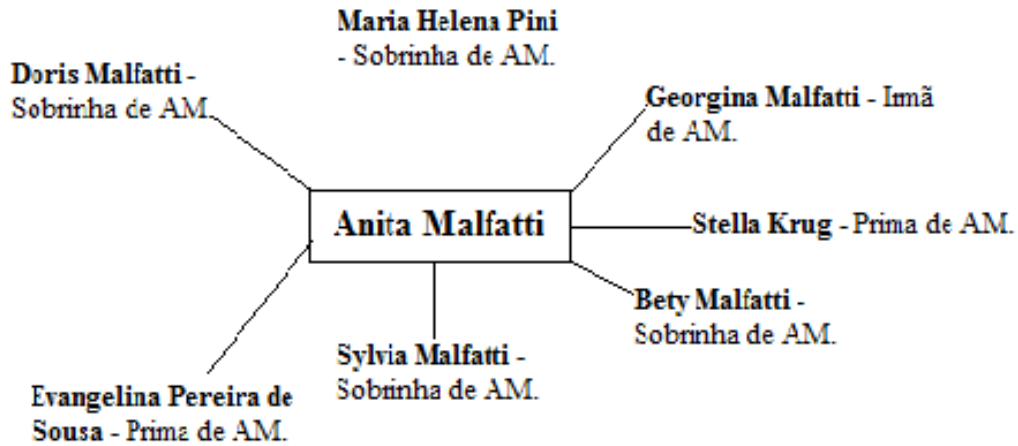 Maria Helena Pini
- Sobrinha de AM.
Doris Malfatti -
Sobrinha de AM.
Georgina Malfatti - Irmã
de AM.
Anita Malfatti
Stella Krug - Prima de AM.
Bety Malfatti -
Sobrinha de AM.
Sylvia Malfatti -
Sobrinha de AM.
Evangelina Pereira de
Sousa - Prima de AM.